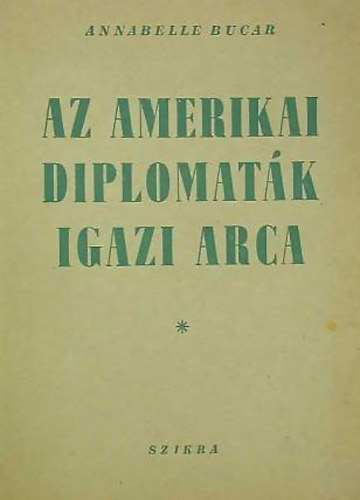 ANNABELLE BUCAR
AZ AMERIKAI
DIPLOMATÁK
IGAZI ARCA
*
SZIKRA